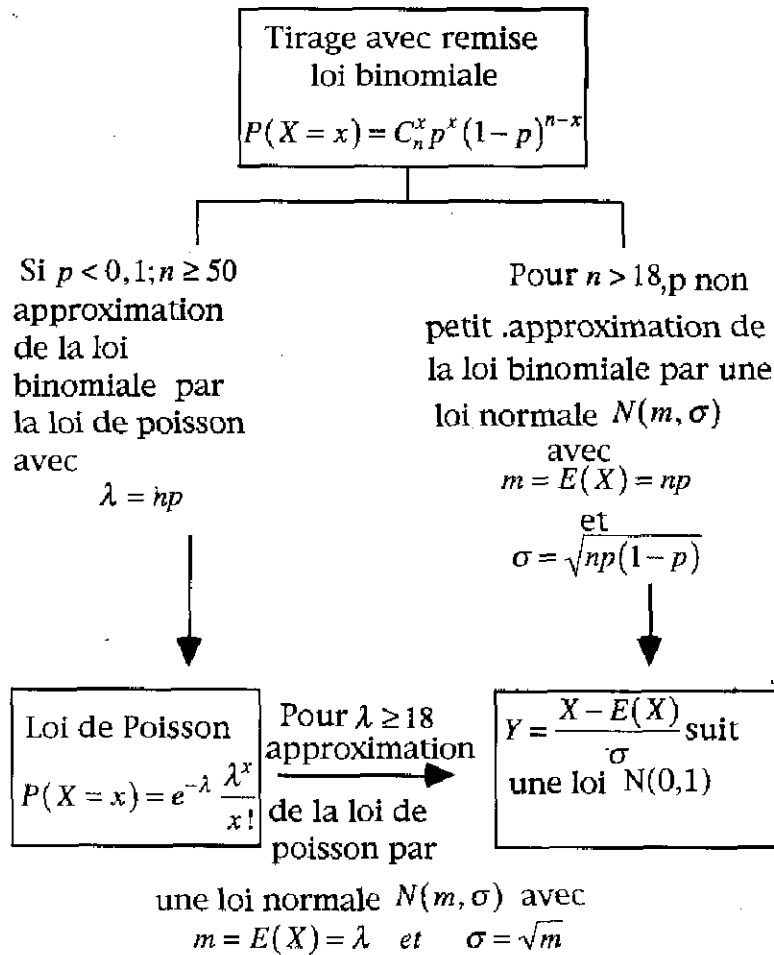 Tirage avec remise
loi binomiale
P(X = x) = C_n^x p^x (1 − p)^{n−x}
Si p < 0,1; n ≥ 50
approximation
de la loi
binomiale par
la loi de poisson
avec
λ = np
Pour n > 18,p non
petit .approximation de
la loi binomiale par une
loi normale N(m, σ)
avec
m = E(X) = np
et
σ = √(np(1 − p))
Loi de Poisson
P(X = x) = e^{−λ} λ^x / x!
Pour λ ≥ 18
approximation
de la loi de
poisson par
une loi normale N(m, σ) avec
m = E(X) = λ et σ = √m
Y = (X − E(X)) / σ suit
une loi N(0,1)